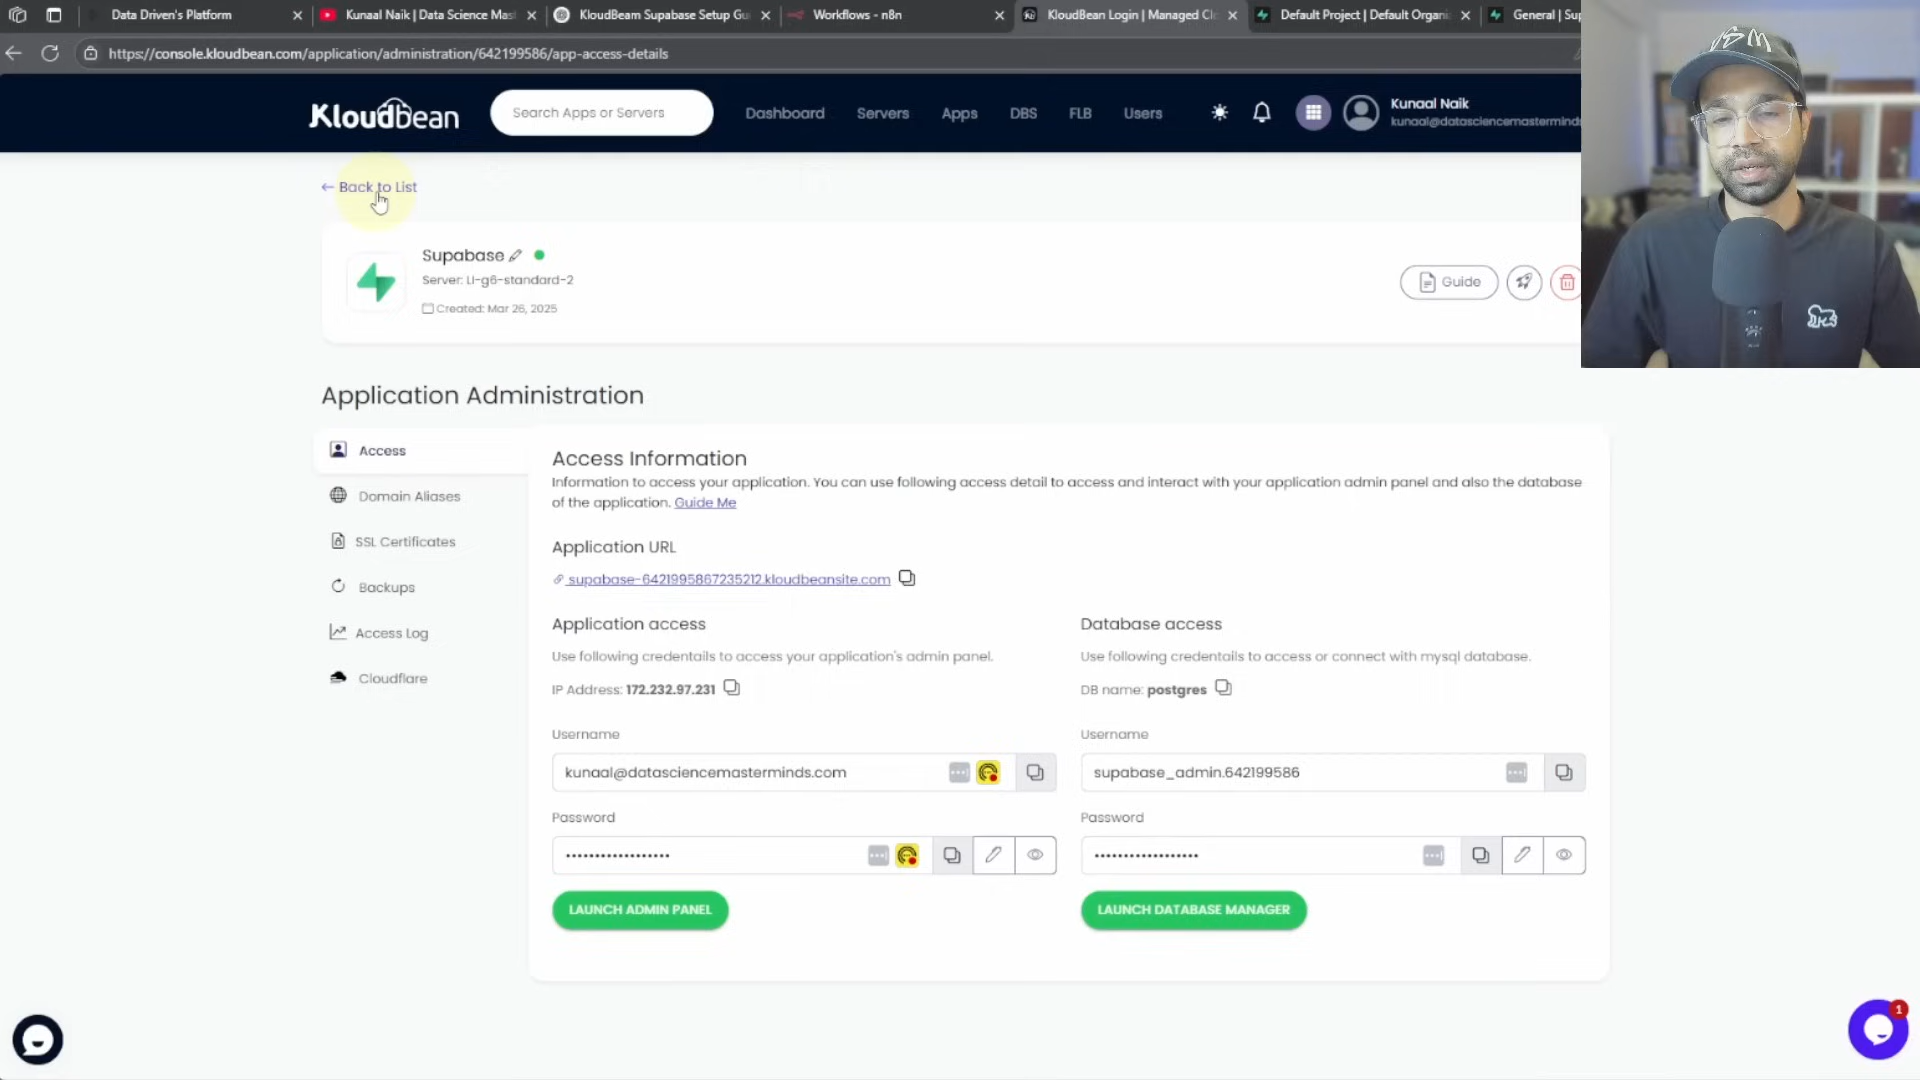 Data Driven's Platform
Kunaal Naik | Data Science Mas
KloudBeam Supabase Setup Gu
Workflows - n8n
KloudBean Login | Managed Cl
Default Project | Default Organi
General | Sup
https://console.kloudbean.com/application/administration/642199586/app-access-details
Kloudbean
Search Apps or Servers
Dashboard
Servers
Apps
DBS
FLB
Users
Kunaal Naik
kunaal@datasciencemasterminds
← Back to List
Supabase
Server: Li-g6-standard-2
Created: Mar 26, 2025
Guide
Application Administration
Access
Domain Aliases
SSL Certificates
Backups
Access Log
Cloudflare
Access Information
Information to access your application. You can use following access detail to access and interact with your application admin panel and also the database
of the application. Guide Me
Application URL
supabase-6421995867235212.kloudbeansite.com
Application access
Use following credentails to access your application's admin panel.
IP Address: 172.232.97.231
Username
kunaal@datasciencemasterminds.com
Password
••••••••••••••••••
LAUNCH ADMIN PANEL
Database access
Use following credentails to access or connect with mysql database.
DB name: postgres
Username
supabase_admin.642199586
Password
••••••••••••••••••
LAUNCH DATABASE MANAGER
1